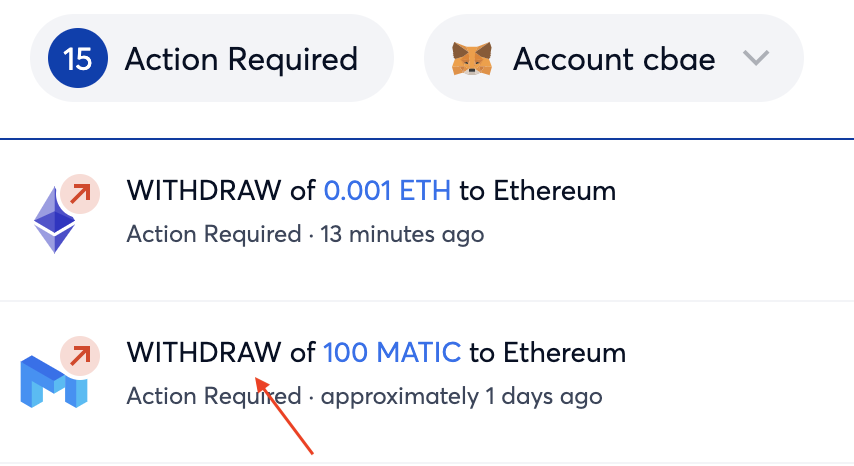 15 Action Required
Account cbae
WITHDRAW of 0.001 ETH to Ethereum
Action Required · 13 minutes ago
WITHDRAW of 100 MATIC to Ethereum
Action Required · approximately 1 days ago